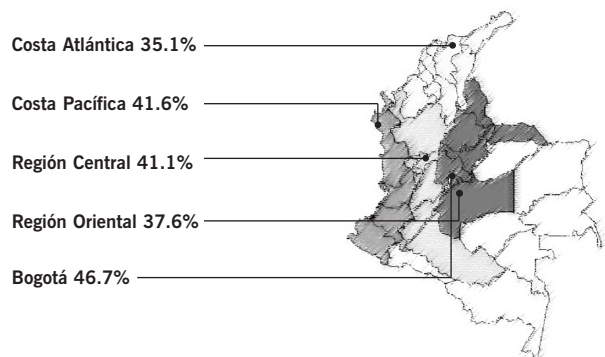 Costa Atlántica 35.1%
Costa Pacífica 41.6%
Región Central 41.1%
Región Oriental 37.6%
Bogotá 46.7%